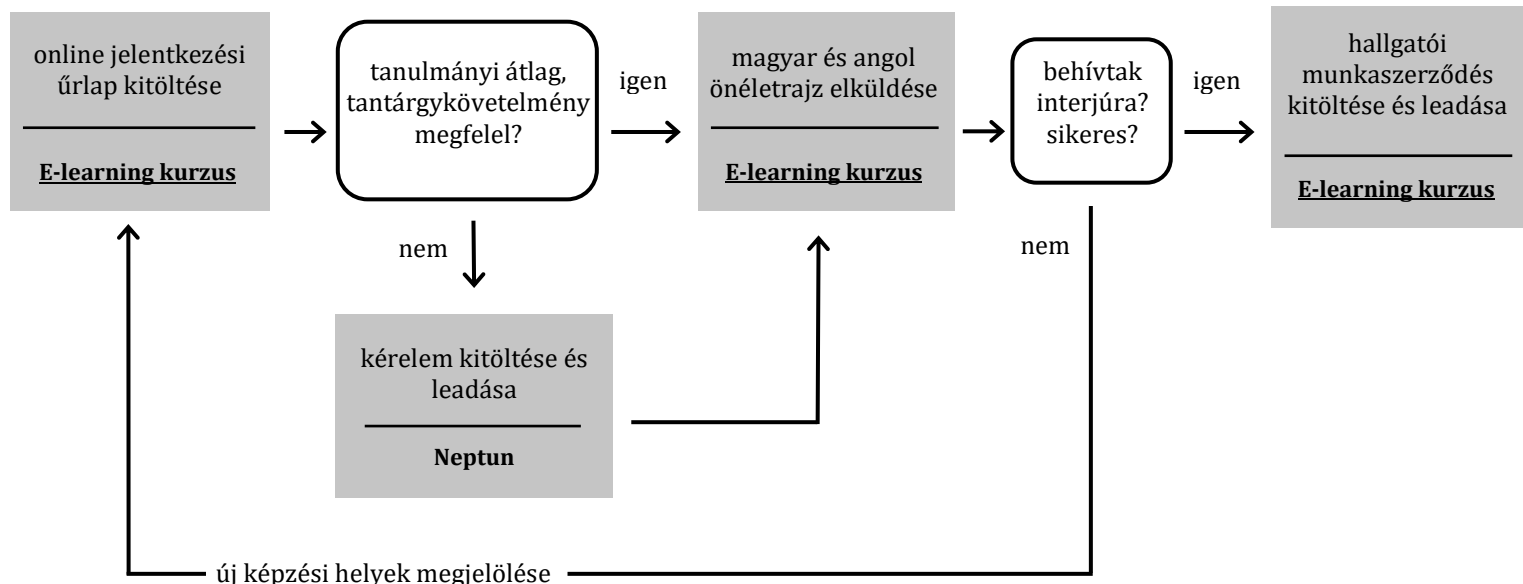 online jelentkezési
űrlap kitöltése
E-learning kurzus
tanulmányi átlag,
tantárgykövetelmény
megfelel?
igen
magyar és angol
önéletrajz elküldése
E-learning kurzus
behívtak
interjúra?
sikeres?
igen
hallgatói
munkaszerződés
kitöltése és leadása
E-learning kurzus
nem
nem
kérelem kitöltése és
leadása
Neptun
új képzési helyek megjelölése